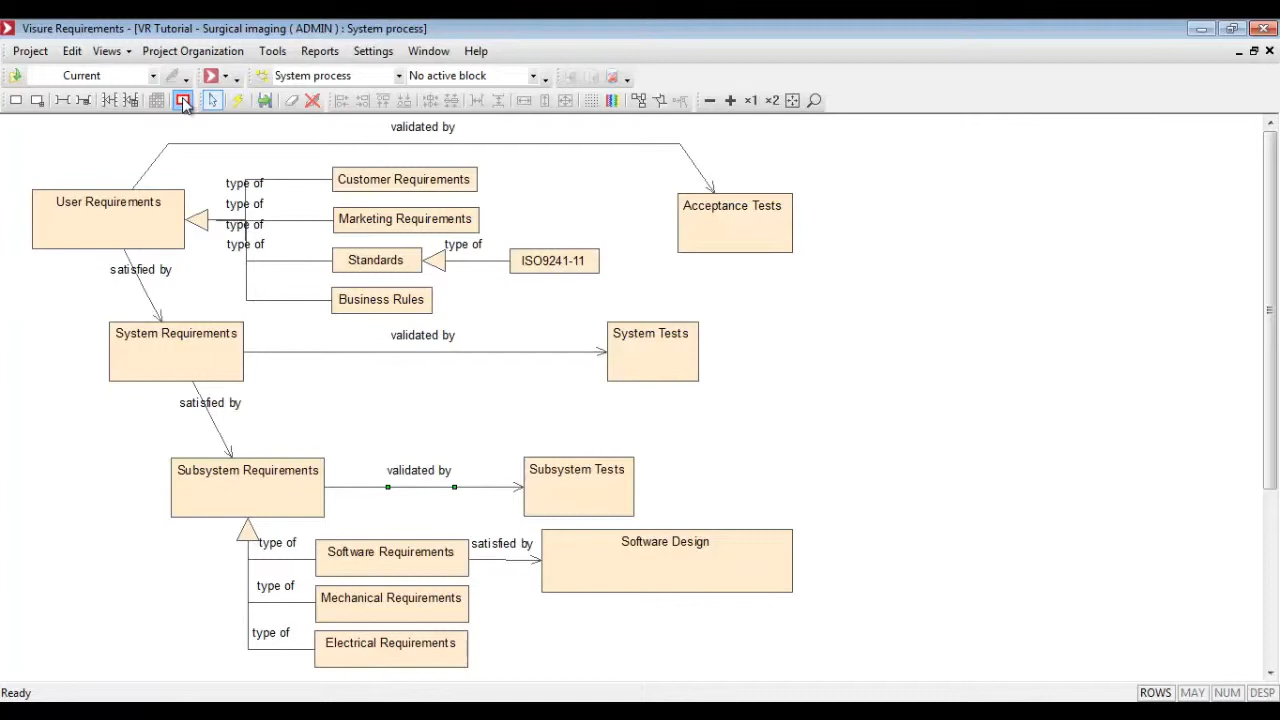 Visure Requirements - [VR Tutorial - Surgical imaging ( ADMIN ) : System process]
Project Edit Views Project Organization Tools Reports Settings Window Help
Current System process No active block
×1 ×2
validated by
User Requirements
type of
Customer Requirements
Acceptance Tests
type of
Marketing Requirements
type of
type of
Standards
type of
ISO9241-11
satisfied by
Business Rules
System Requirements
validated by
System Tests
satisfied by
Subsystem Requirements
validated by
Subsystem Tests
type of
Software Requirements
satisfied by
Software Design
type of
Mechanical Requirements
type of
Electrical Requirements
Ready ROWS MAY NUM DESP